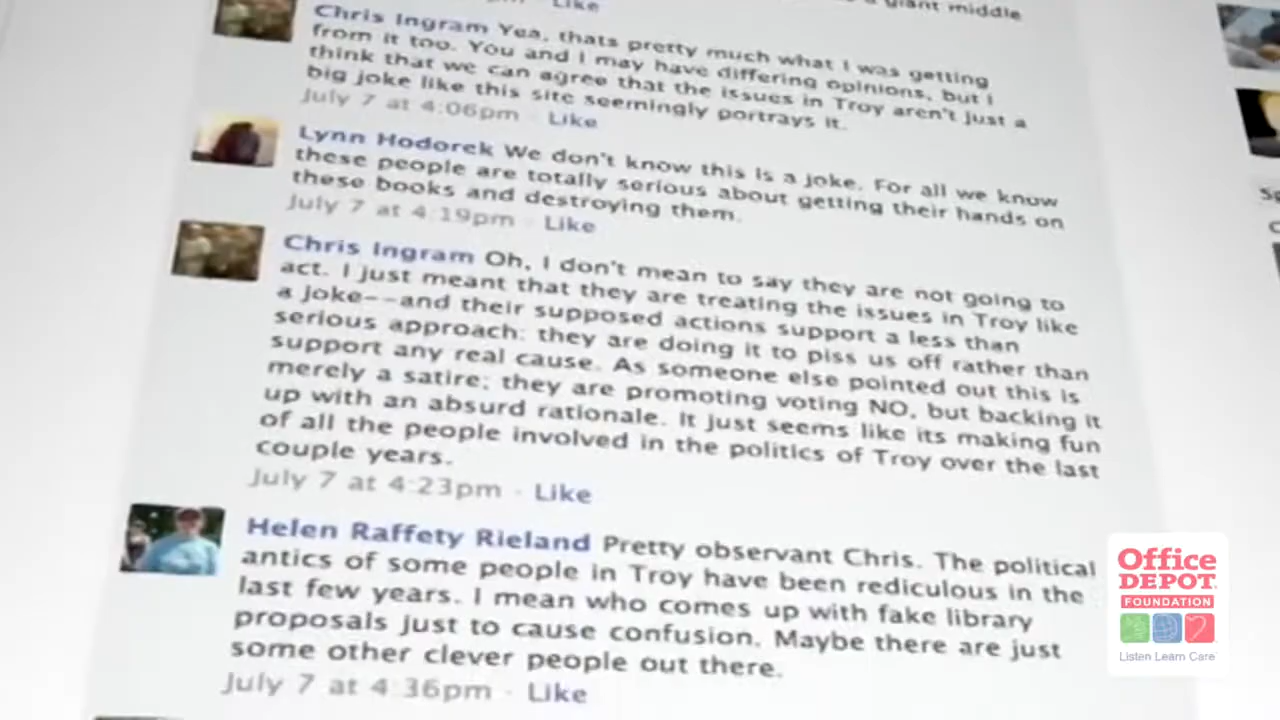 Like
giant middle
Chris Ingram Yea, thats pretty much what I was getting
from it too. You and I may have differing opinions, but I
think that we can agree that the issues in Troy aren't just a
big joke like this site seemingly portrays it.
July 7 at 4:06pm · Like
Lynn Hodorek We don't know this is a joke. For all we know
these people are totally serious about getting their hands on
these books and destroying them.
July 7 at 4:19pm · Like
Chris Ingram Oh, I don't mean to say they are not going to
act. I just meant that they are treating the issues in Troy like
a joke--and their supposed actions support a less than
serious approach: they are doing it to piss us off rather than
support any real cause. As someone else pointed out this is
merely a satire; they are promoting voting NO, but backing it
up with an absurd rationale. It just seems like its making fun
of all the people involved in the politics of Troy over the last
couple years.
July 7 at 4:23pm · Like
Helen Raffety Rieland Pretty observant Chris. The political
antics of some people in Troy have been rediculous in the
last few years. I mean who comes up with fake library
proposals just to cause confusion. Maybe there are just
some other clever people out there.
July 7 at 4:36pm · Like
Office
DEPOT
FOUNDATION
Listen Learn Care